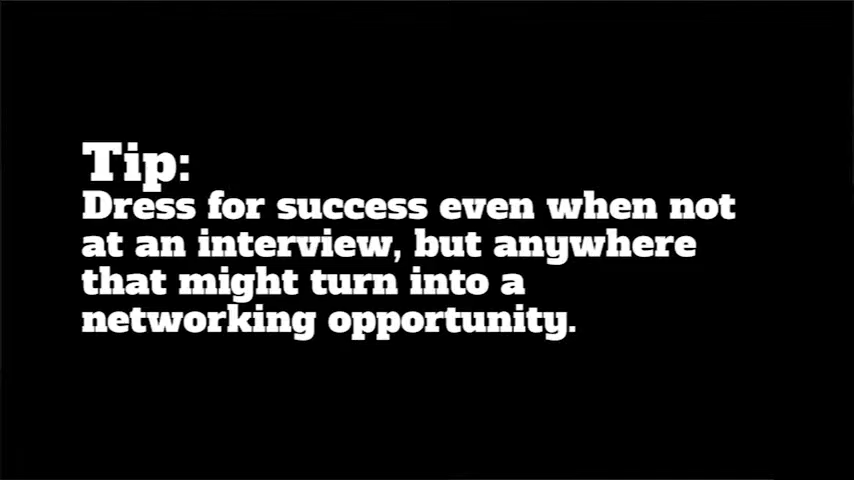 Tip:
Dress for success even when not
at an interview, but anywhere
that might turn into a
networking opportunity.